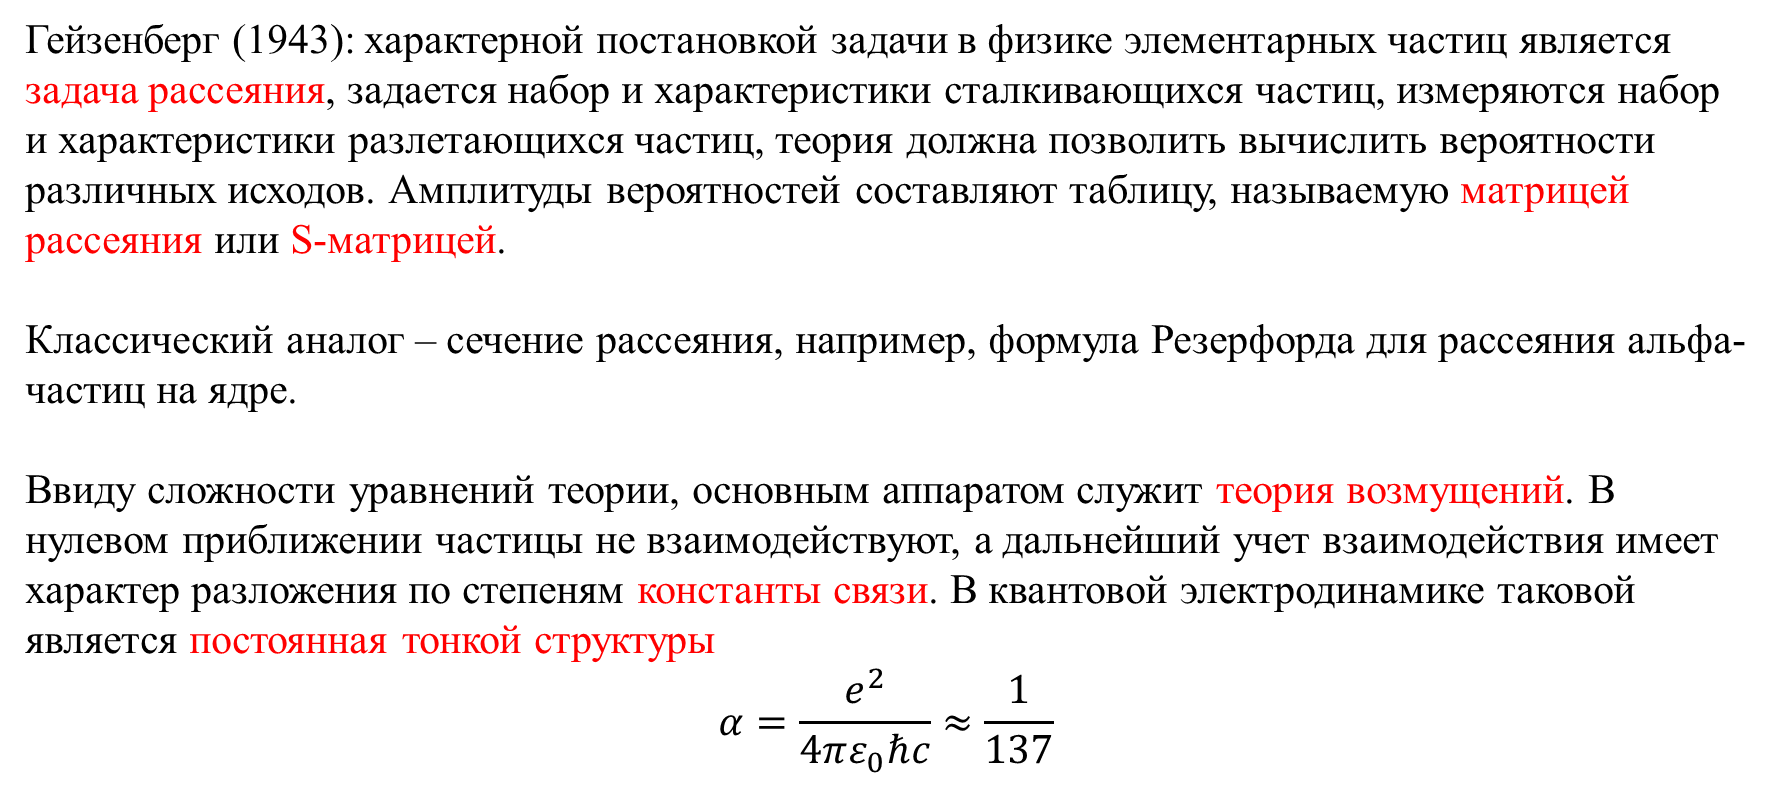 Гейзенберг (1943): характерной постановкой задачи в физике элементарных частиц является
задача рассеяния, задается набор и характеристики сталкивающихся частиц, измеряются набор
и характеристики разлетающихся частиц, теория должна позволить вычислить вероятности
различных исходов. Амплитуды вероятностей составляют таблицу, называемую матрицей
рассеяния или S-матрицей.
Классический аналог – сечение рассеяния, например, формула Резерфорда для рассеяния альфа-
частиц на ядре.
Ввиду сложности уравнений теории, основным аппаратом служит теория возмущений. В
нулевом приближении частицы не взаимодействуют, а дальнейший учет взаимодействия имеет
характер разложения по степеням константы связи. В квантовой электродинамике таковой
является постоянная тонкой структуры
α = e²/(4πε₀ħc) ≈ 1/137